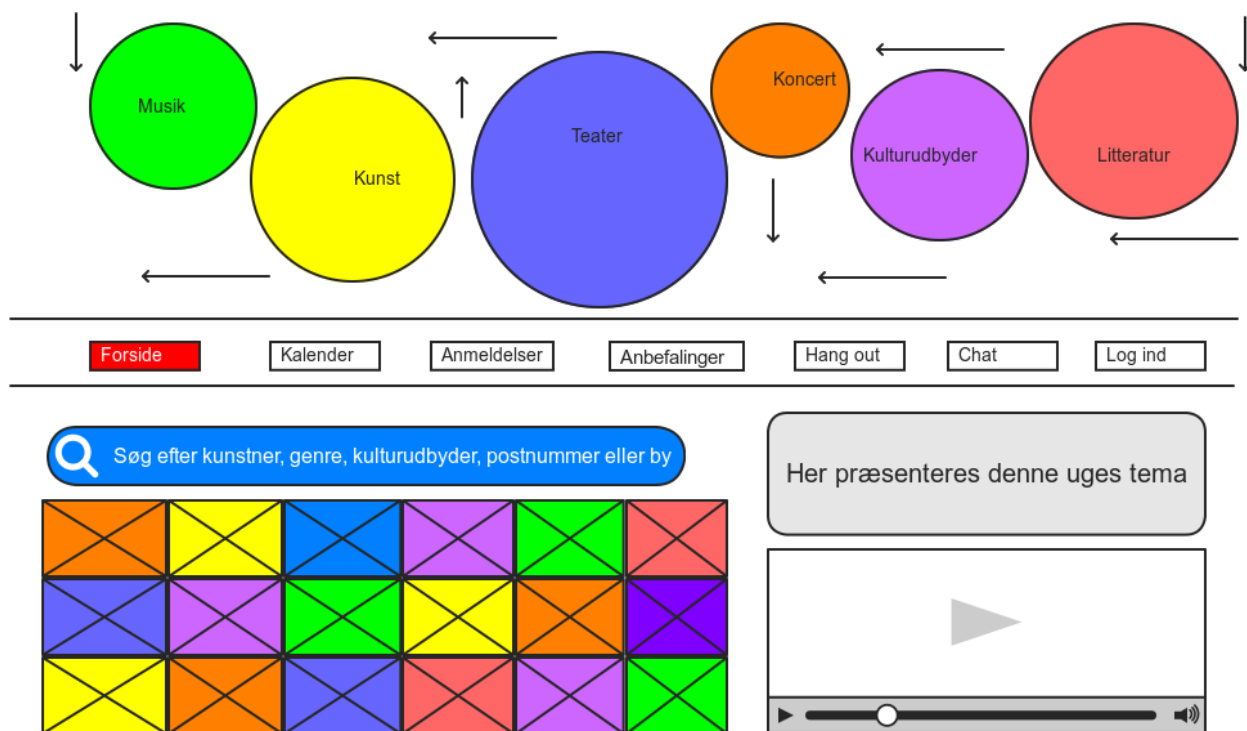 Musik
Kunst
Teater
Koncert
Kulturudbyder
Litteratur
Forside
Kalender
Anmeldelser
Anbefalinger
Hang out
Chat
Log ind
Søg efter kunstner, genre, kulturudbyder, postnummer eller by
Her præsenteres denne uges tema